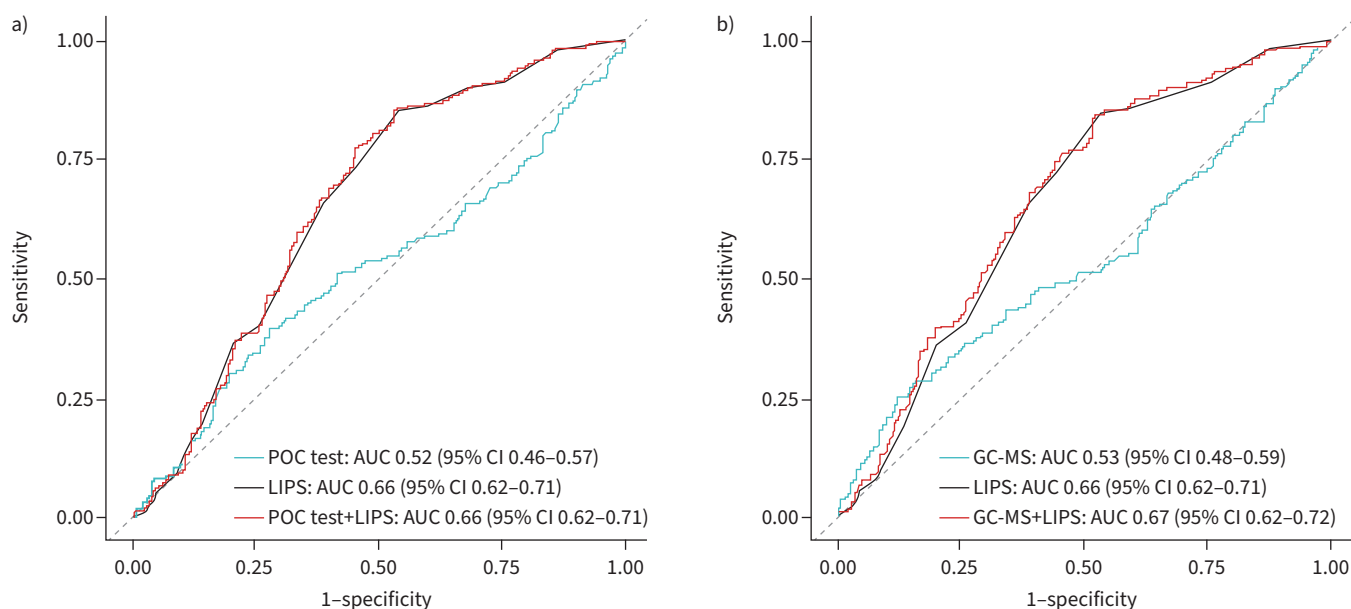 a)
1.00
0.75
0.50
0.25
0.00
Sensitivity
POC test: AUC 0.52 (95% CI 0.46–0.57)
LIPS: AUC 0.66 (95% CI 0.62–0.71)
POC test+LIPS: AUC 0.66 (95% CI 0.62–0.71)
0.00 0.25 0.50 0.75 1.00
1–specificity
b)
1.00
0.75
0.50
0.25
0.00
Sensitivity
GC-MS: AUC 0.53 (95% CI 0.48–0.59)
LIPS: AUC 0.66 (95% CI 0.62–0.71)
GC-MS+LIPS: AUC 0.67 (95% CI 0.62–0.72)
0.00 0.25 0.50 0.75 1.00
1–specificity